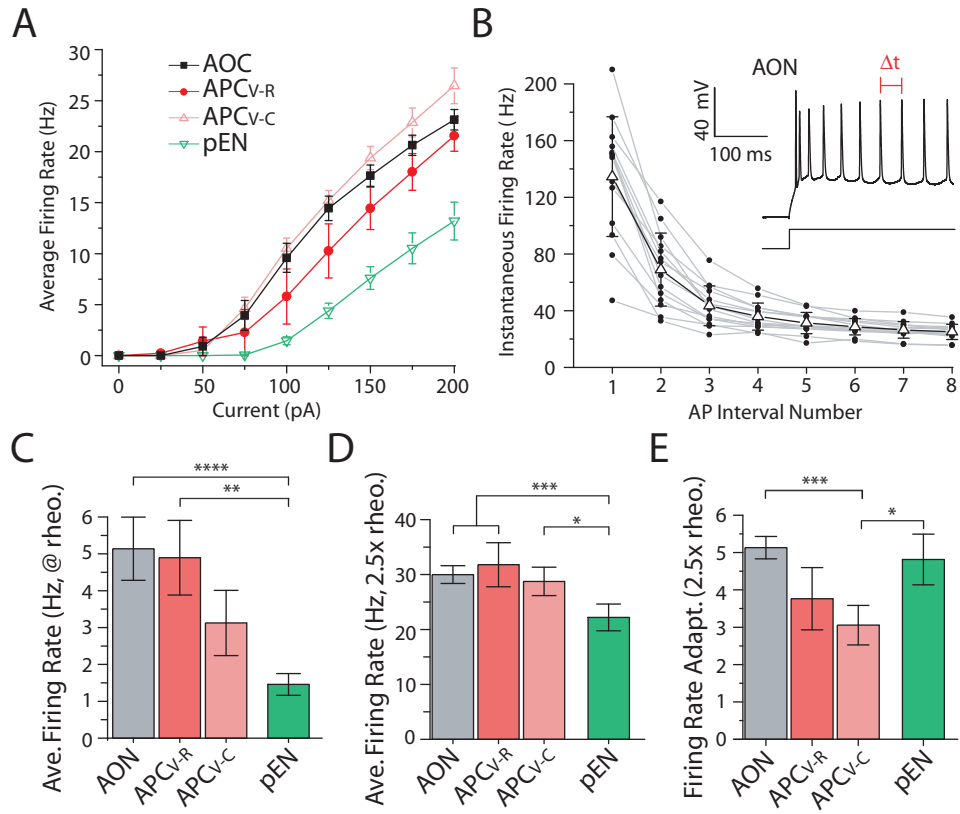 A
30
25
20
15
10
5
0
Average Firing Rate (Hz)
AOC
APCV-R
APCV-C
pEN
0
50
100
150
200
Current (pA)
B
200
160
120
80
40
0
Instantaneous Firing Rate ( Hz)
AON
Δt
40 mV
100 ms
1
2
3
4
5
6
7
8
AP Interval Number
C
****
**
6
5
4
3
2
1
0
Ave. Firing Rate (Hz, @ rheo.)
AON
APCV-R
APCV-C
pEN
D
***
*
40
30
20
10
0
Ave. Firing Rate (Hz, 2.5x rheo.)
AON
APCV-R
APCV-C
pEN
E
***
*
6
5
4
3
2
1
0
Firing Rate Adapt. (2.5x rheo.)
AON
APCV-R
APCV-C
pEN